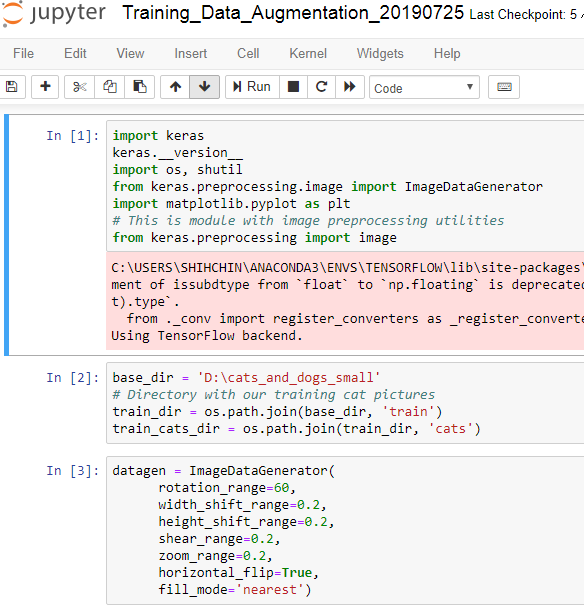 jupyter Training_Data_Augmentation_20190725 Last Checkpoint: 5
File Edit View Insert Cell Kernel Widgets Help
Run Code
In [1]: import keras
keras.__version__
import os, shutil
from keras.preprocessing.image import ImageDataGenerator
import matplotlib.pyplot as plt
# This is module with image preprocessing utilities
from keras.preprocessing import image
C:\USERS\SHIHCHIN\ANACONDA3\ENVS\TENSORFLOW\lib\site-packages\
ment of issubdtype from `float` to `np.floating` is deprecated
t).type`.
from ._conv import register_converters as _register_converte
Using TensorFlow backend.
In [2]: base_dir = 'D:\cats_and_dogs_small'
# Directory with our training cat pictures
train_dir = os.path.join(base_dir, 'train')
train_cats_dir = os.path.join(train_dir, 'cats')
In [3]: datagen = ImageDataGenerator(
rotation_range=60,
width_shift_range=0.2,
height_shift_range=0.2,
shear_range=0.2,
zoom_range=0.2,
horizontal_flip=True,
fill_mode='nearest')